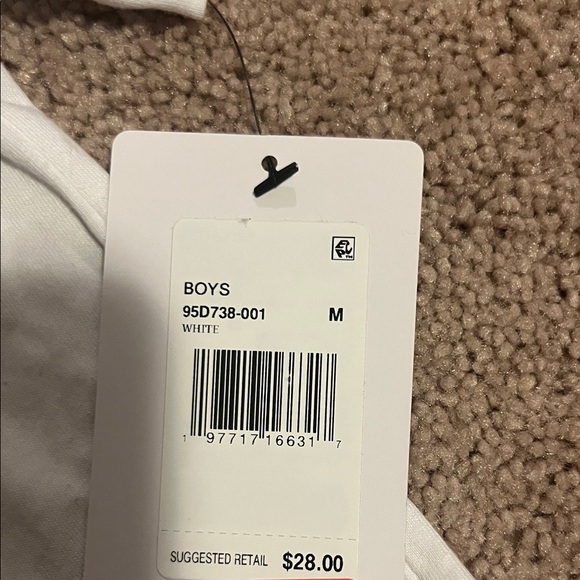 BOYS
95D738-001 M
WHITE
1 97717 16631 7
SUGGESTED RETAIL $28.00